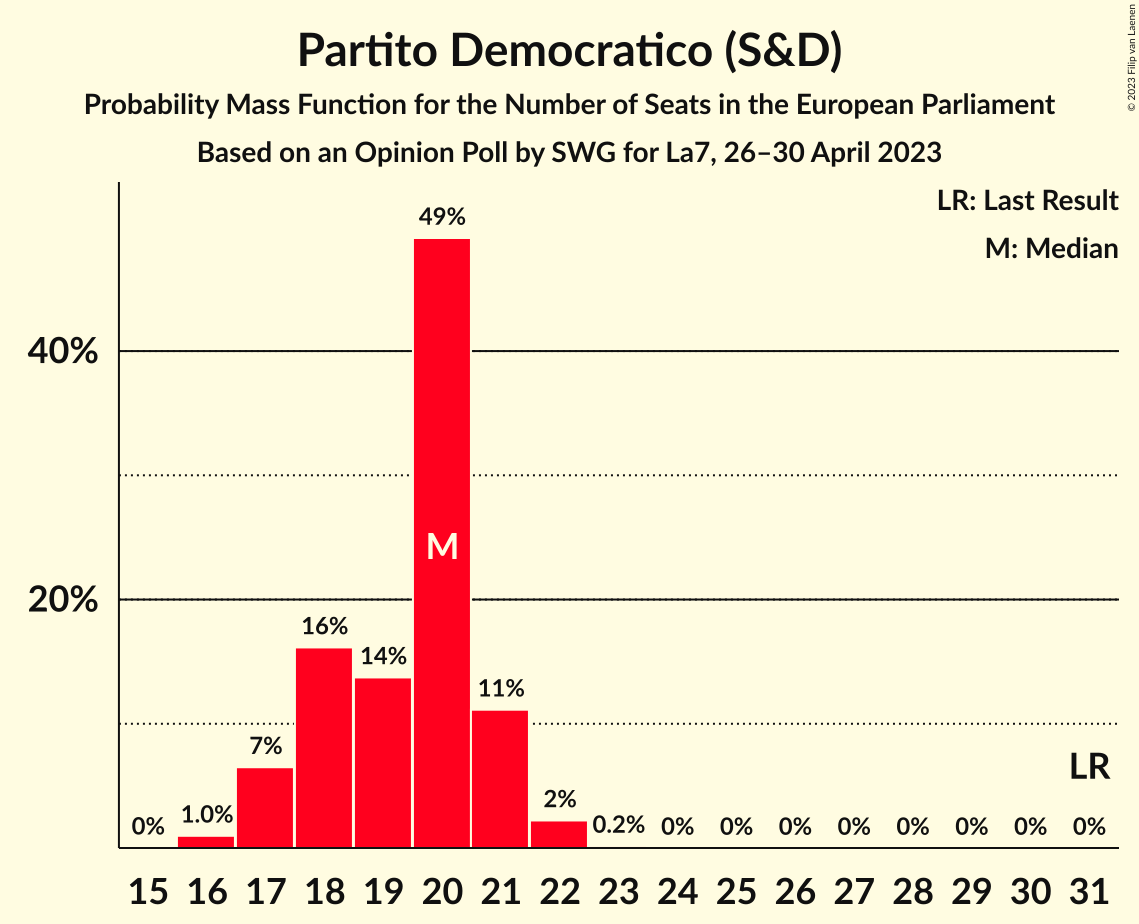 Partito Democratico (S&D)
Probability Mass Function for the Number of Seats in the European Parliament
Based on an Opinion Poll by SWG for La7, 26–30 April 2023
© 2023 Filip van Laenen
LR: Last Result
M: Median
40%
20%
0%
1.0%
7%
16%
14%
49%
M
11%
2%
0.2%
0%
0%
0%
0%
0%
0%
0%
0%
LR
15 16 17 18 19 20 21 22 23 24 25 26 27 28 29 30 31